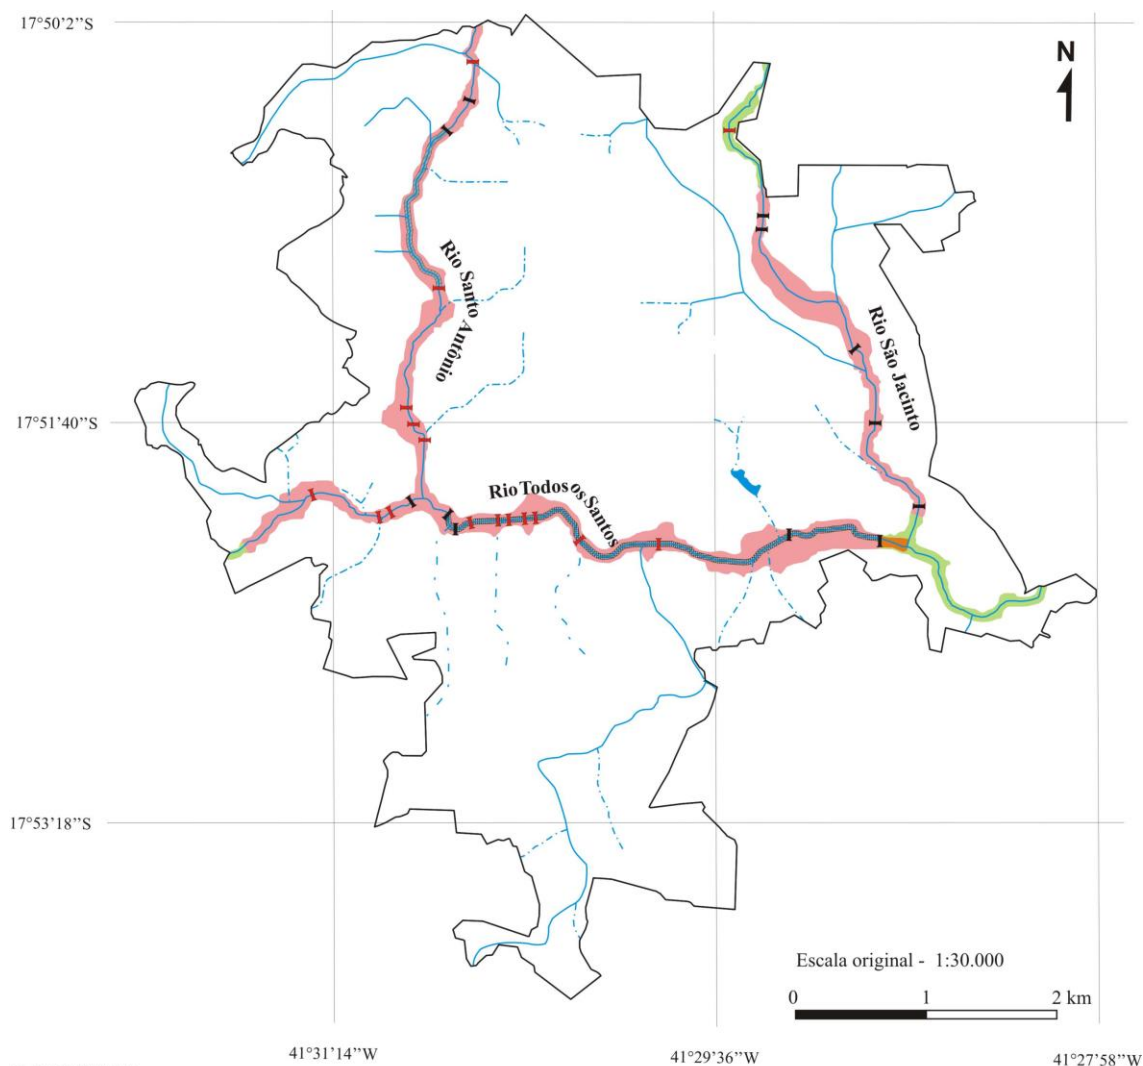 17°50'2’’S
N
Rio Santo
Antônio
Rio São Jacinto
17°51'40’’S
Rio Todos os Santos
17°53'18’’S
Escala original - 1:30.000
0 1 2 km
41°31'14’’W
41°29'36’’W
41°27'58’’W